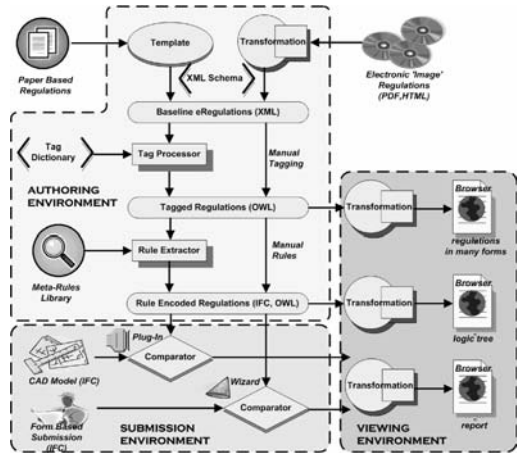 Template
Transformation
Paper Based
Regulations
XML Schema
Electronic 'Image'
Regulations
(PDF,HTML)
Baseline eRegulations (XML)
Tag
Dictionary
Tag Processor
Manual
Tagging
AUTHORING
ENVIRONMENT
Tagged Regulations (OWL)
Transformation
Browser
regulations
in many forms
Meta-Rules
Library
Rule Extractor
Manual
Rules
Rule Encoded Regulations (IFC, OWL)
Transformation
Browser
logic tree
Plug-In
Comparator
CAD Model (IFC)
Wizard
Comparator
Transformation
Browser
report
Form Based
Submission
(IFC)
SUBMISSION
ENVIRONMENT
VIEWING
ENVIRONMENT